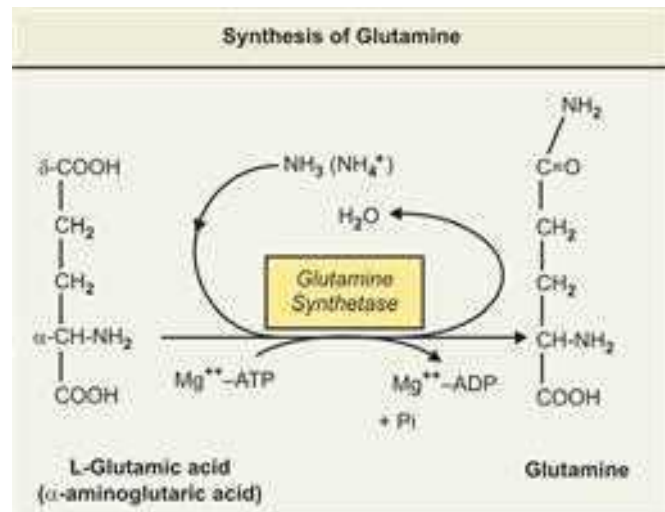 Synthesis of Glutamine
NH₂
δ-COOH
NH₃ (NH₄⁺)
C=O
H₂O
CH₂
CH₂
Glutamine
Synthetase
CH₂
CH₂
α-CH-NH₂
CH-NH₂
Mg⁺⁺–ATP
Mg⁺⁺–ADP
+ Pi
COOH
COOH
L-Glutamic acid
(α-aminoglutaric acid)
Glutamine